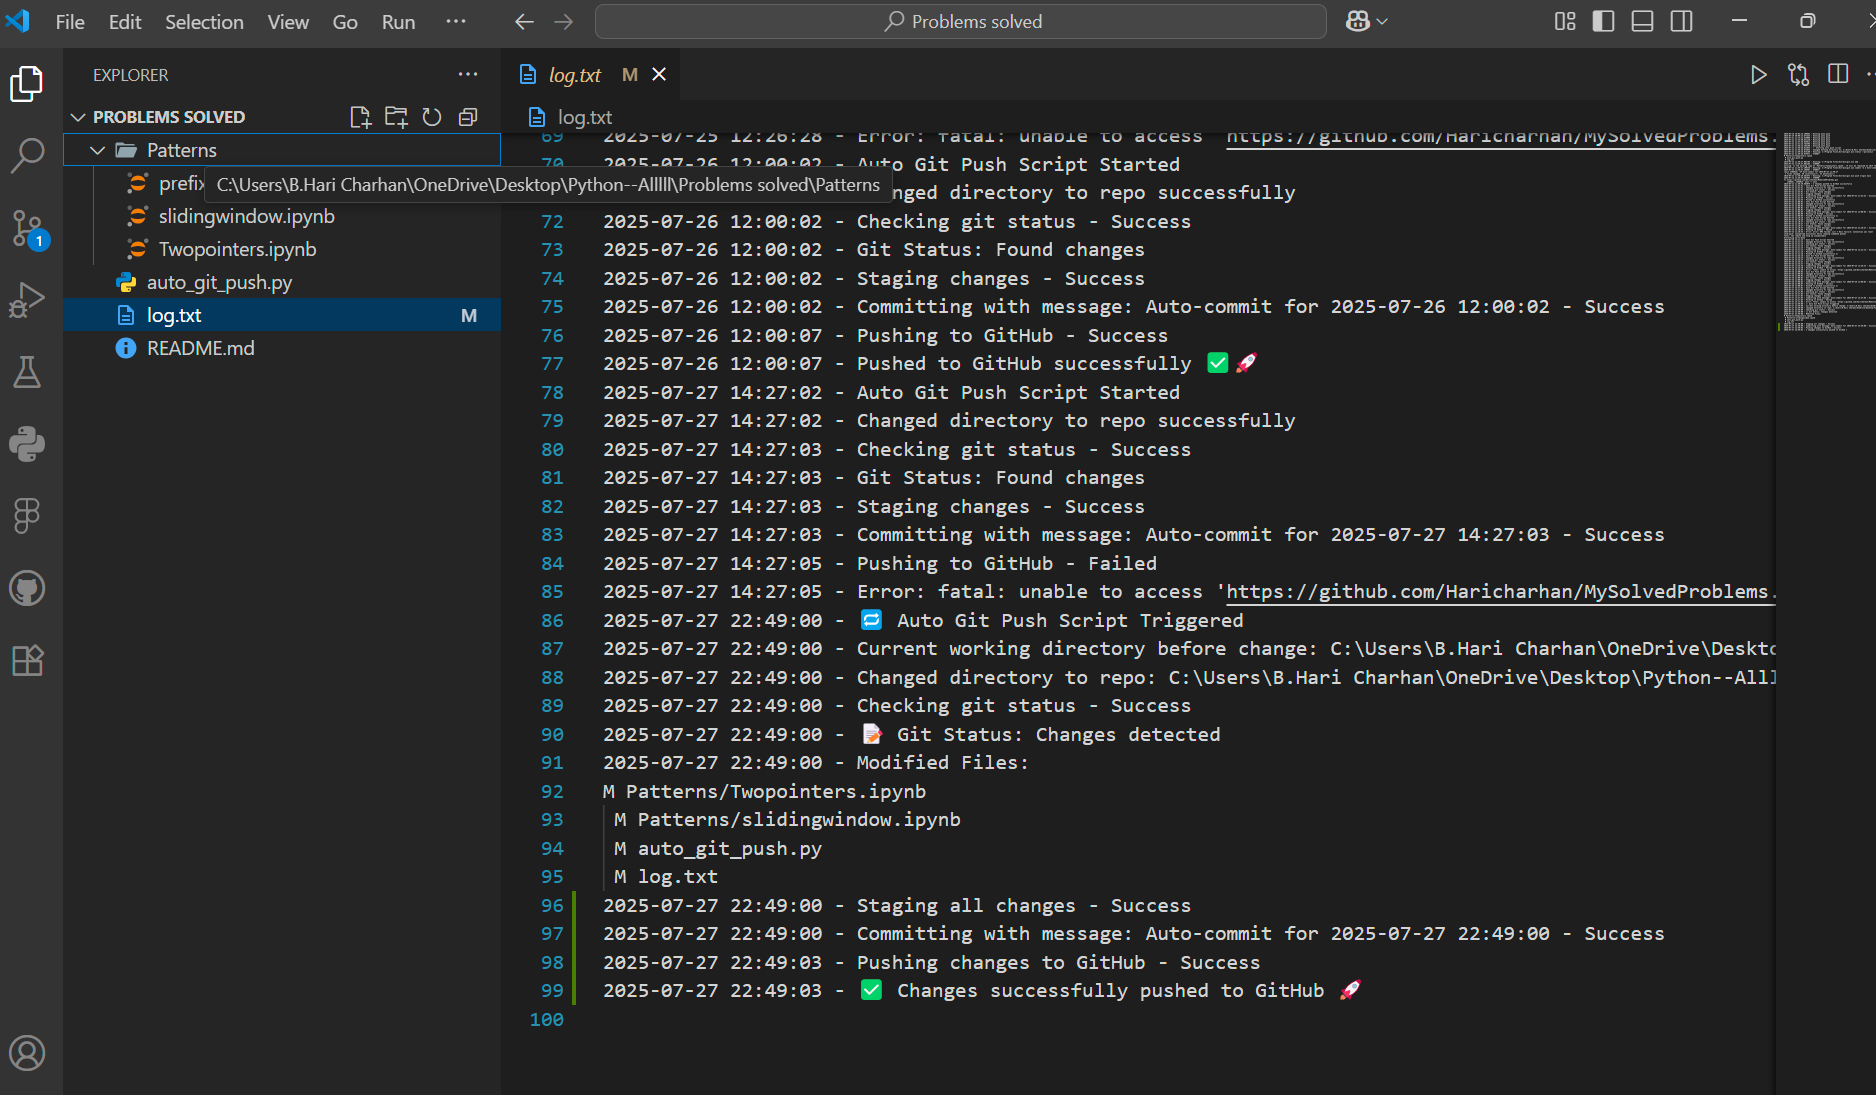 File Edit Selection View Go Run ··· Problems solved
EXPLORER ···
PROBLEMS SOLVED
Patterns
prefix
C:\Users\B.Hari Charhan\OneDrive\Desktop\Python--Alllll\Problems solved\Patterns
slidingwindow.ipynb
Twopointers.ipynb
auto_git_push.py
log.txt M
README.md
1
log.txt M
log.txt
69 2025-07-25 12:26:28 - Error: fatal: unable to access https://github.com/Haricharhan/MySolvedProblems.
70 2025-07-26 12:00:02 - Auto Git Push Script Started
nged directory to repo successfully
72 2025-07-26 12:00:02 - Checking git status - Success
73 2025-07-26 12:00:02 - Git Status: Found changes
74 2025-07-26 12:00:02 - Staging changes - Success
75 2025-07-26 12:00:02 - Committing with message: Auto-commit for 2025-07-26 12:00:02 - Success
76 2025-07-26 12:00:07 - Pushing to GitHub - Success
77 2025-07-26 12:00:07 - Pushed to GitHub successfully ✅ 🚀
78 2025-07-27 14:27:02 - Auto Git Push Script Started
79 2025-07-27 14:27:02 - Changed directory to repo successfully
80 2025-07-27 14:27:03 - Checking git status - Success
81 2025-07-27 14:27:03 - Git Status: Found changes
82 2025-07-27 14:27:03 - Staging changes - Success
83 2025-07-27 14:27:03 - Committing with message: Auto-commit for 2025-07-27 14:27:03 - Success
84 2025-07-27 14:27:05 - Pushing to GitHub - Failed
85 2025-07-27 14:27:05 - Error: fatal: unable to access 'https://github.com/Haricharhan/MySolvedProblems.
86 2025-07-27 22:49:00 - 🔁 Auto Git Push Script Triggered
87 2025-07-27 22:49:00 - Current working directory before change: C:\Users\B.Hari Charhan\OneDrive\Deskto
88 2025-07-27 22:49:00 - Changed directory to repo: C:\Users\B.Hari Charhan\OneDrive\Desktop\Python--Alll
89 2025-07-27 22:49:00 - Checking git status - Success
90 2025-07-27 22:49:00 - 📝 Git Status: Changes detected
91 2025-07-27 22:49:00 - Modified Files:
92 M Patterns/Twopointers.ipynb
93 M Patterns/slidingwindow.ipynb
94 M auto_git_push.py
95 M log.txt
96 2025-07-27 22:49:00 - Staging all changes - Success
97 2025-07-27 22:49:00 - Committing with message: Auto-commit for 2025-07-27 22:49:00 - Success
98 2025-07-27 22:49:03 - Pushing changes to GitHub - Success
99 2025-07-27 22:49:03 - ✅ Changes successfully pushed to GitHub 🚀
100